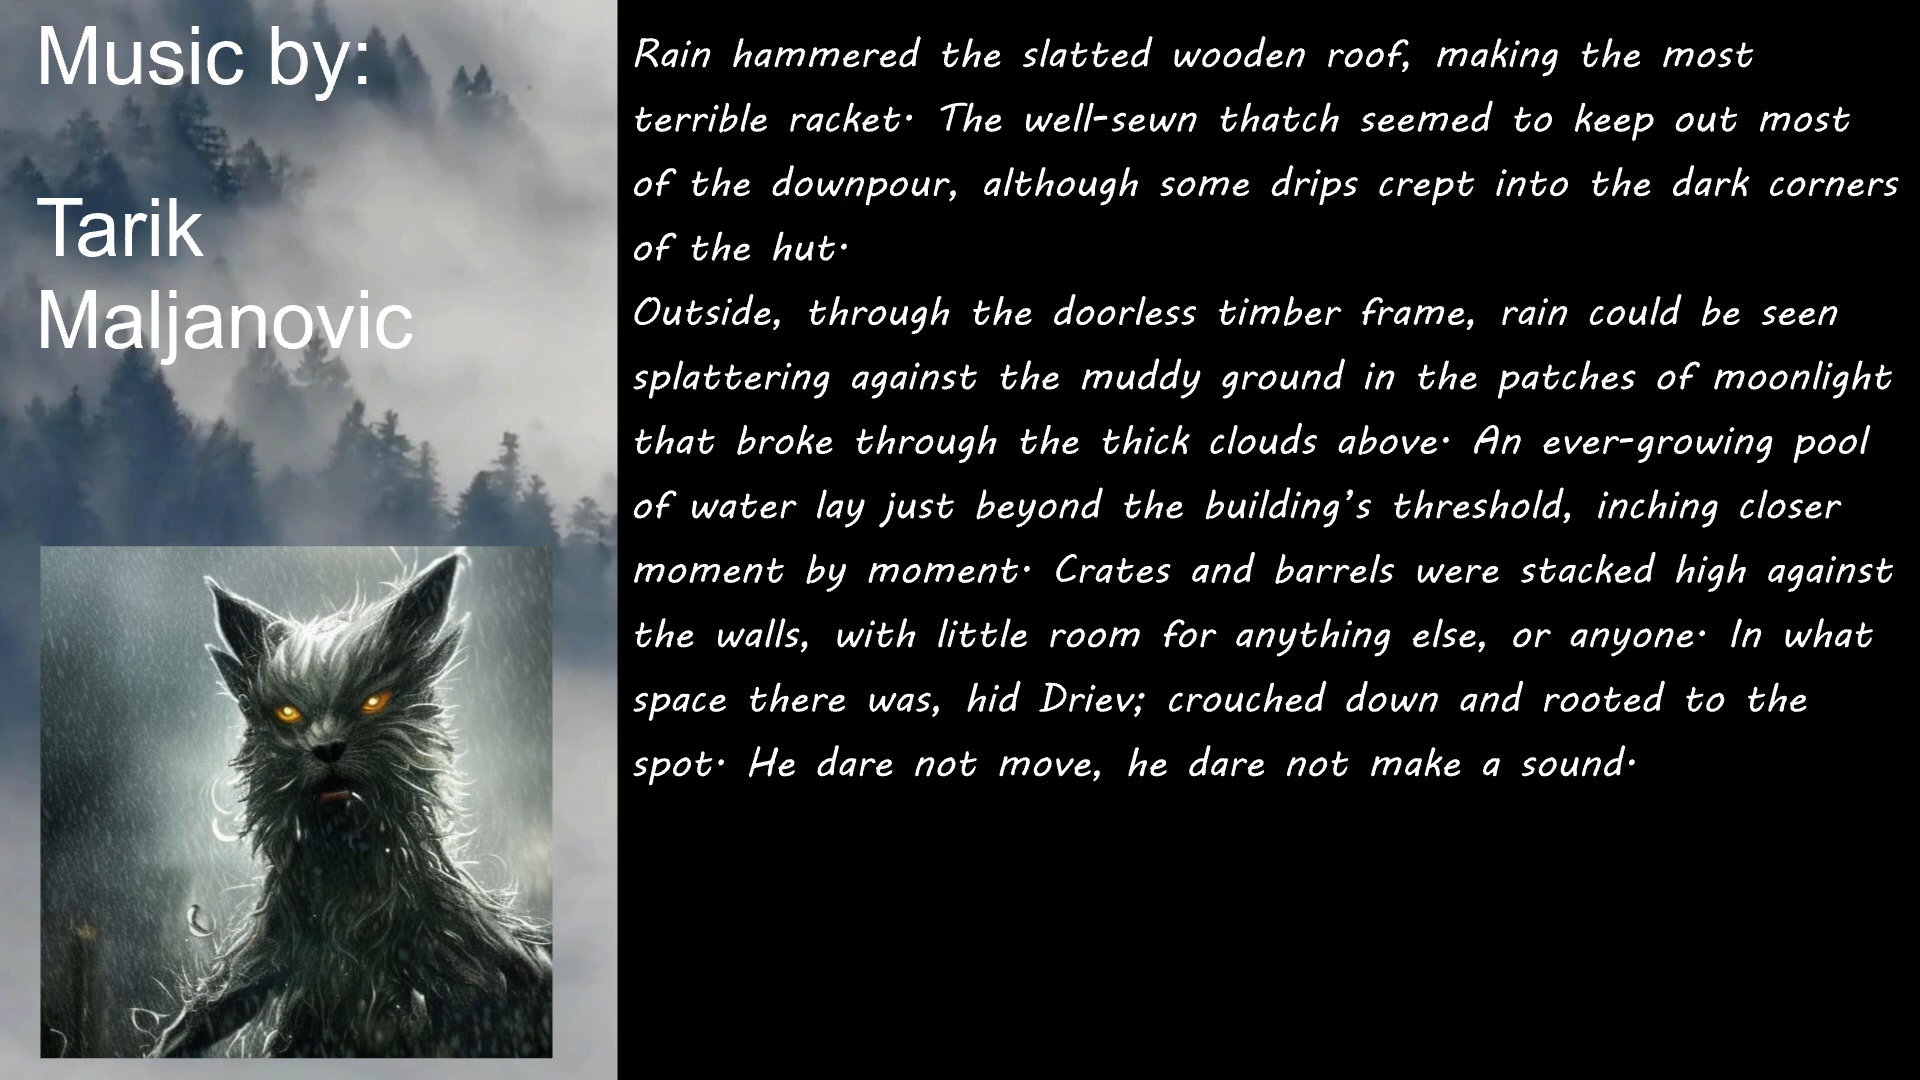 Music by:
Tarik
Maljanovic
Rain hammered the slatted wooden roof, making the most
terrible racket. The well-sewn thatch seemed to keep out most
of the downpour, although some drips crept into the dark corners
of the hut.
Outside, through the doorless timber frame, rain could be seen
splattering against the muddy ground in the patches of moonlight
that broke through the thick clouds above. An ever-growing pool
of water lay just beyond the building’s threshold, inching closer
moment by moment. Crates and barrels were stacked high against
the walls, with little room for anything else, or anyone. In what
space there was, hid Driev; crouched down and rooted to the
spot. He dare not move, he dare not make a sound.